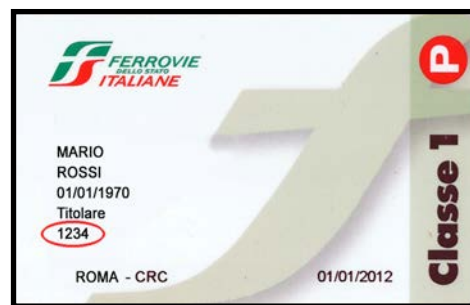 FERROVIE
DELLO STATO
ITALIANE
P
Classe 1
MARIO
ROSSI
01/01/1970
Titolare
1234
ROMA - CRC
01/01/2012